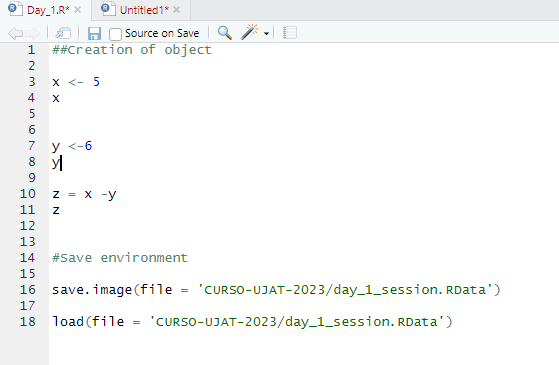 Day_1.R* Untitled1*
Source on Save
1 ##Creation of object
2
3 x <- 5
4 x
5
6
7 y <-6
8 y
9
10 z = x -y
11 z
12
13
14 #Save environment
15
16 save.image(file = 'CURSO-UJAT-2023/day_1_session.RData')
17
18 load(file = 'CURSO-UJAT-2023/day_1_session.RData')